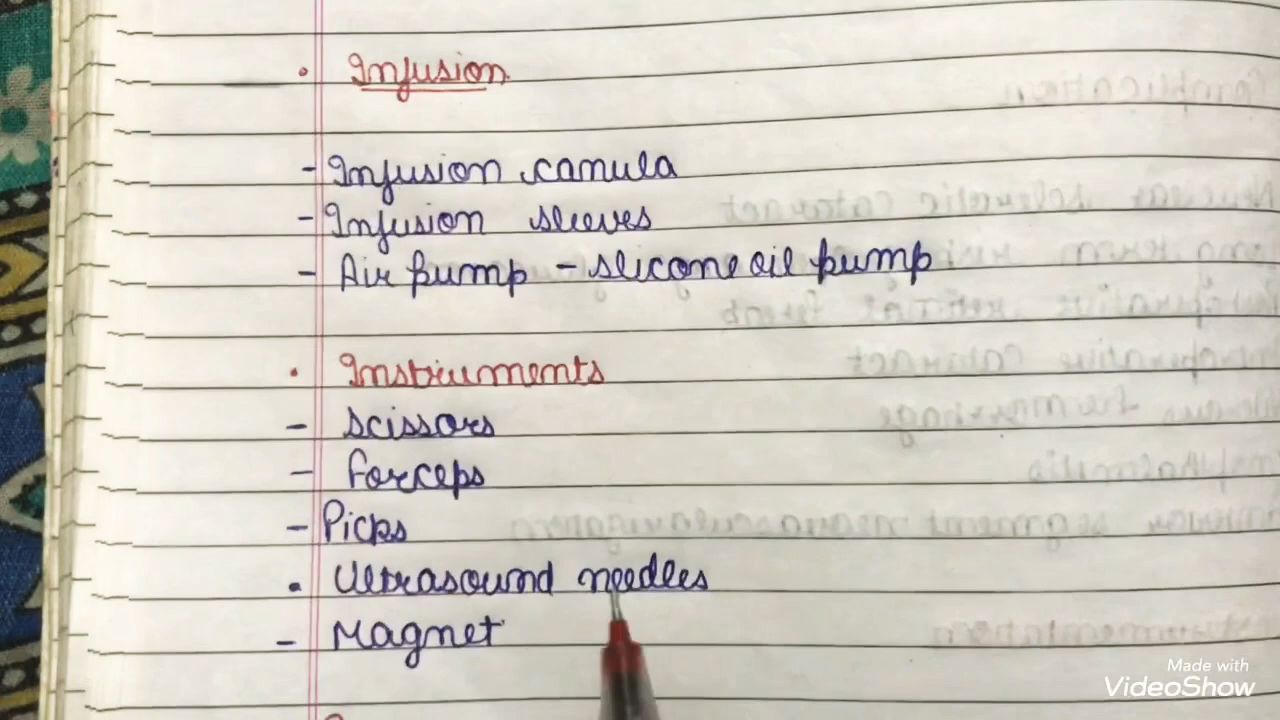 • Infusion
- Infusion canula
- Infusion sleeves
- Air pump - slicone oil pump
• Instruments
- Scissors
- Forceps
- Picks
• Ultrasound needles
- Magnet
Made with
VideoShow